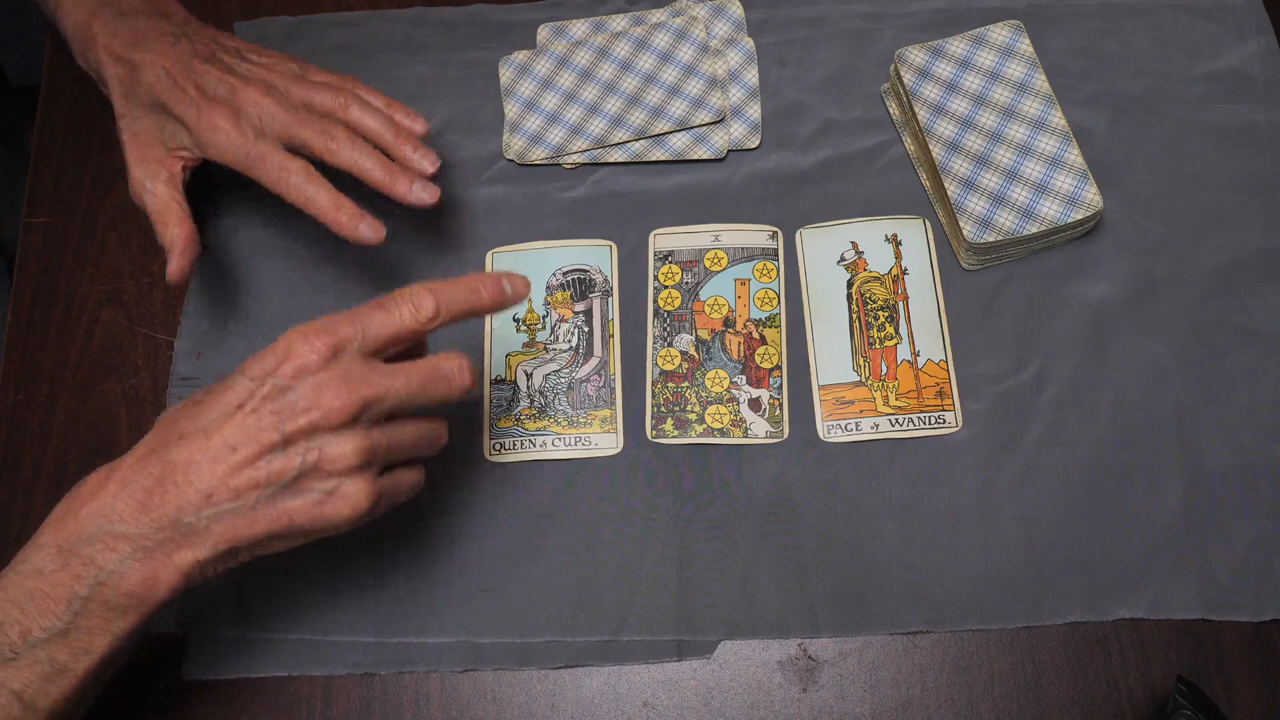 QUEEN of CUPS.
X
PAGE of WANDS.